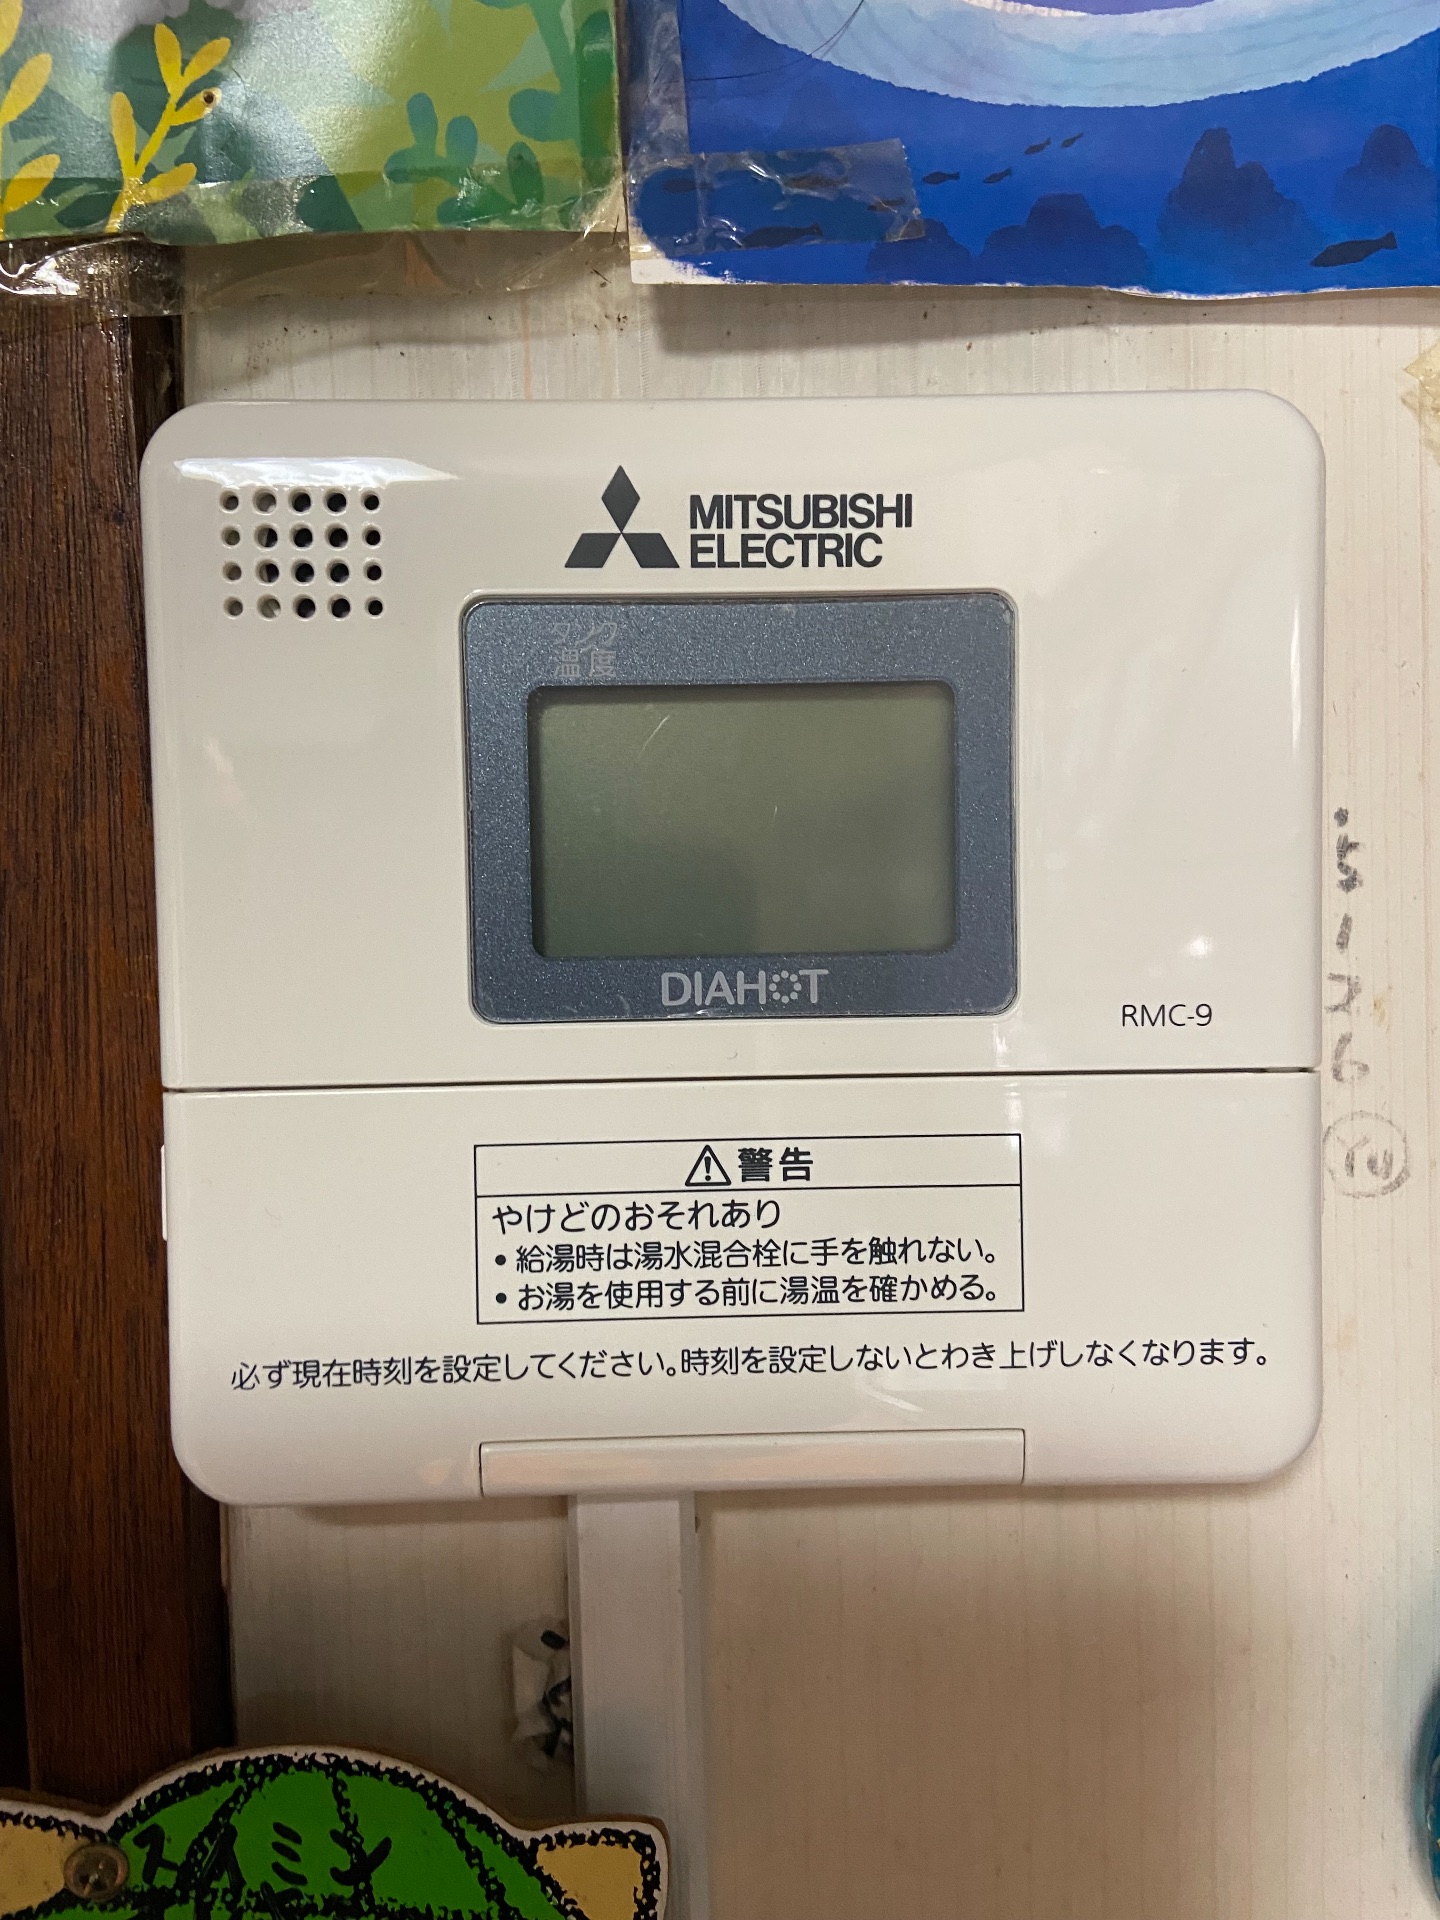 MITSUBISHI
ELECTRIC
タンク
温度
DIAHOT
RMC-9
警告
やけどのおそれあり
• 給湯時は湯水混合栓に手を触れない。
• お湯を使用する前に湯温を確かめる。
必ず現在時刻を設定してください。時刻を設定しないとわき上げしなくなります。